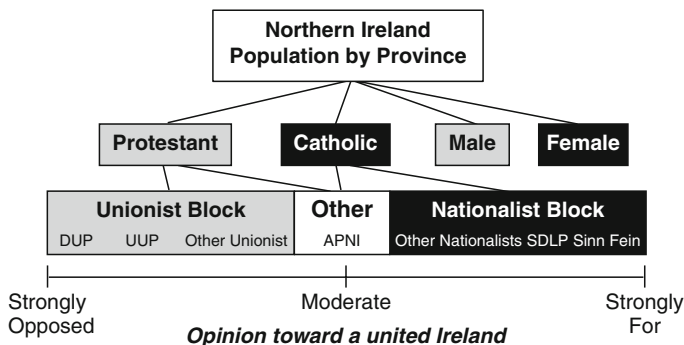 Northern Ireland
Population by Province
Protestant Catholic Male Female
Unionist Block Other Nationalist Block
DUP UUP Other Unionist APNI Other Nationalists SDLP Sinn Fein
Strongly Opposed
Moderate
Strongly For
Opinion toward a united Ireland